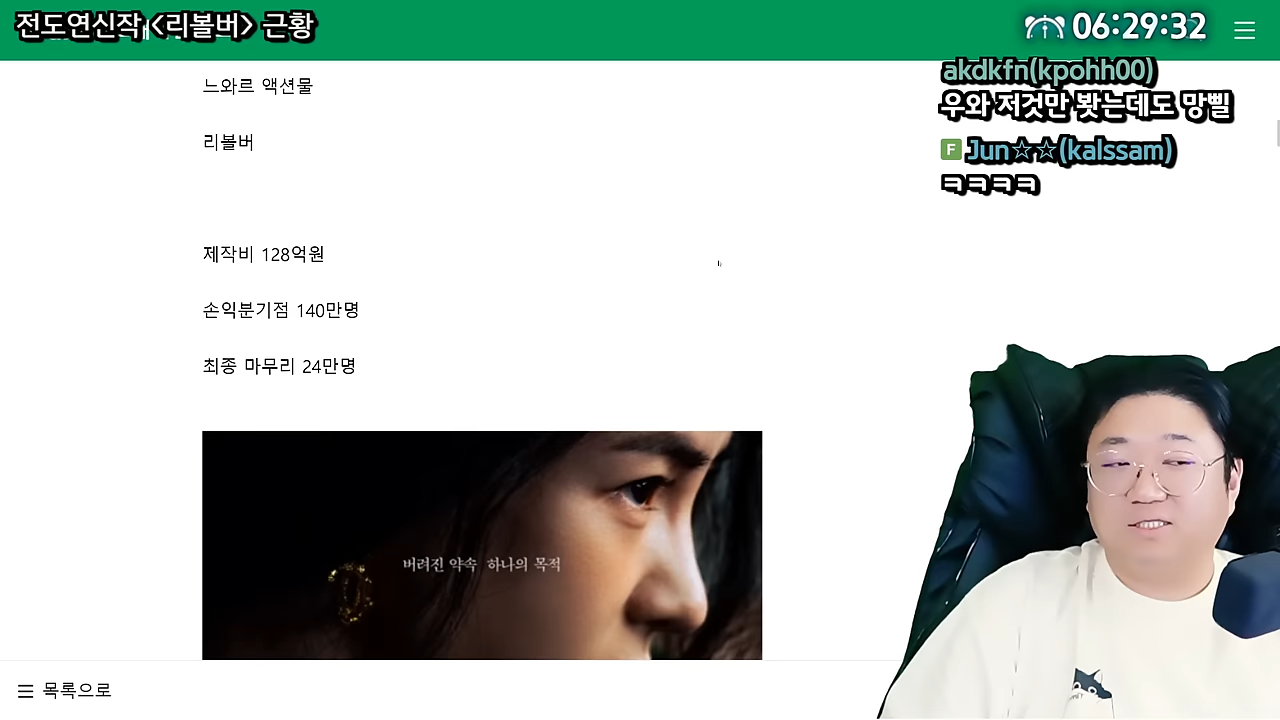 전도연신작 <리볼버> 근황
06:29:32
akdkfn(kpohh00)
우와 저것만 봣는데도 망삘
F Jun☆☆(kalssam)
ㅋㅋㅋㅋ
느와르 액션물
리볼버
제작비 128억원
손익분기점 140만명
최종 마무리 24만명
버려진 약속 하나의 목적
목록으로